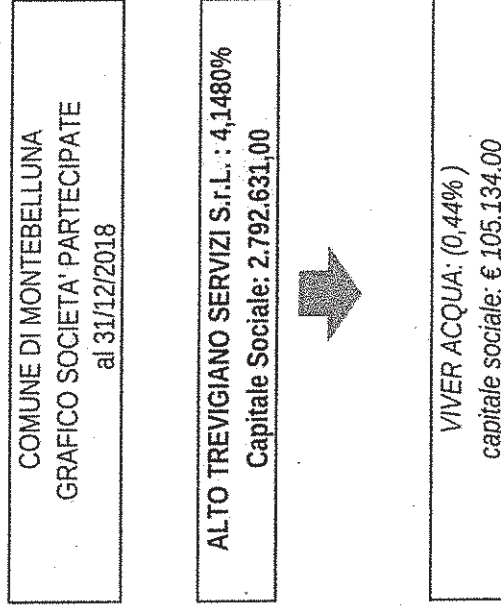 COMUNE DI MONTEBELLUNA
GRAFICO SOCIETA' PARTECIPATE
al 31/12/2018
ALTO TREVIGIANO SERVIZI S.r.L. : 4,1480%
Capitale Sociale: 2.792.631,00
VIVER ACQUA: (0,44% )
capitale sociale: € 105.134,00